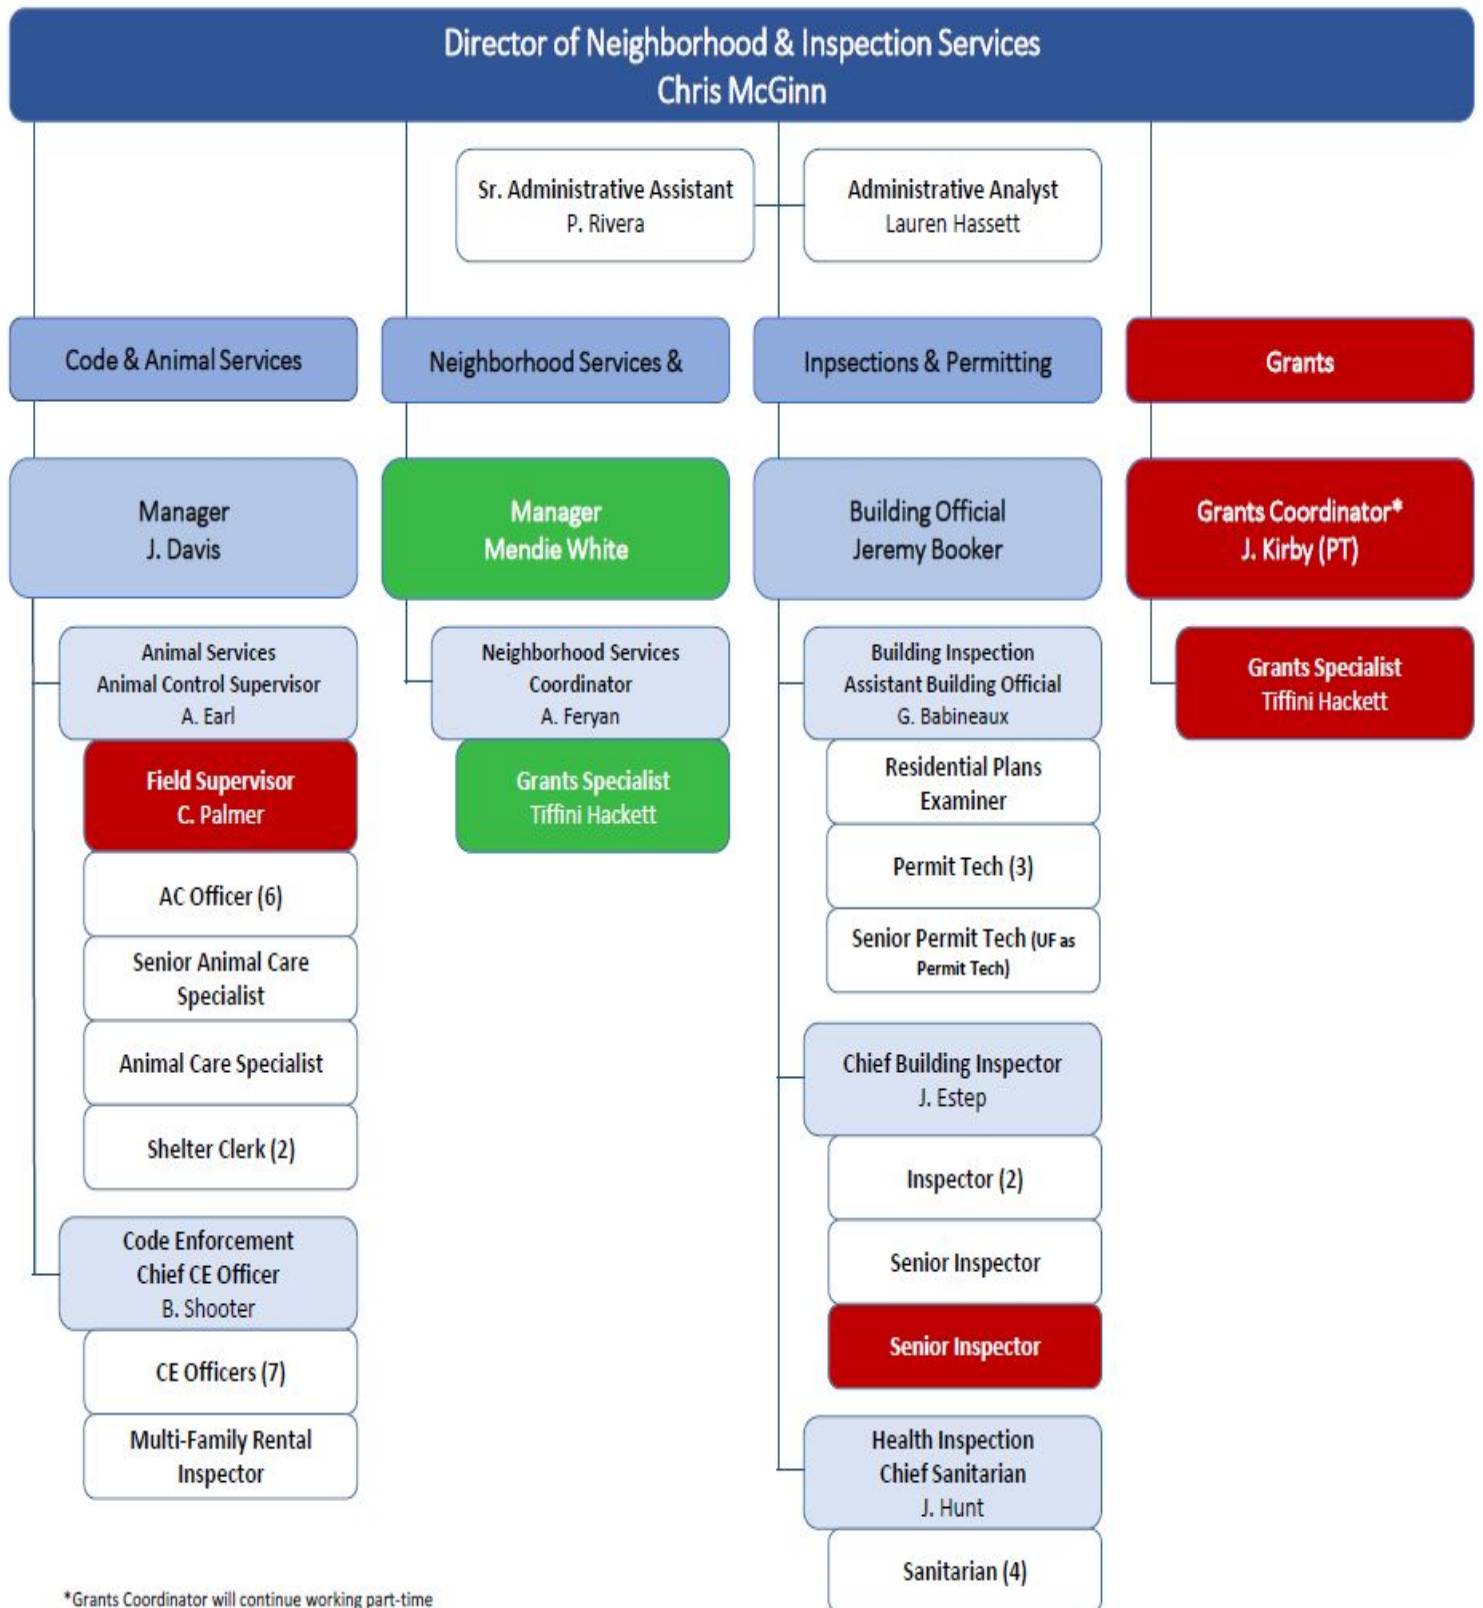 Director of Neighborhood & Inspection Services
Chris McGinn
Sr. Administrative Assistant
P. Rivera
Administrative Analyst
Lauren Hassett
Code & Animal Services
Neighborhood Services &
Inpsections & Permitting
Grants
Manager
J. Davis
Manager
Mendie White
Building Official
Jeremy Booker
Grants Coordinator*
J. Kirby (PT)
Animal Services
Animal Control Supervisor
A. Earl
Field Supervisor
C. Palmer
AC Officer (6)
Senior Animal Care
Specialist
Animal Care Specialist
Shelter Clerk (2)
Code Enforcement
Chief CE Officer
B. Shooter
CE Officers (7)
Multi-Family Rental
Inspector
Neighborhood Services
Coordinator
A. Feryan
Grants Specialist
Tiffini Hackett
Building Inspection
Assistant Building Official
G. Babineaux
Residential Plans
Examiner
Permit Tech (3)
Senior Permit Tech (UF as
Permit Tech)
Chief Building Inspector
J. Estep
Inspector (2)
Senior Inspector
Senior Inspector
Health Inspection
Chief Sanitarian
J. Hunt
Sanitarian (4)
Grants Specialist
Tiffini Hackett
*Grants Coordinator will continue working part-time